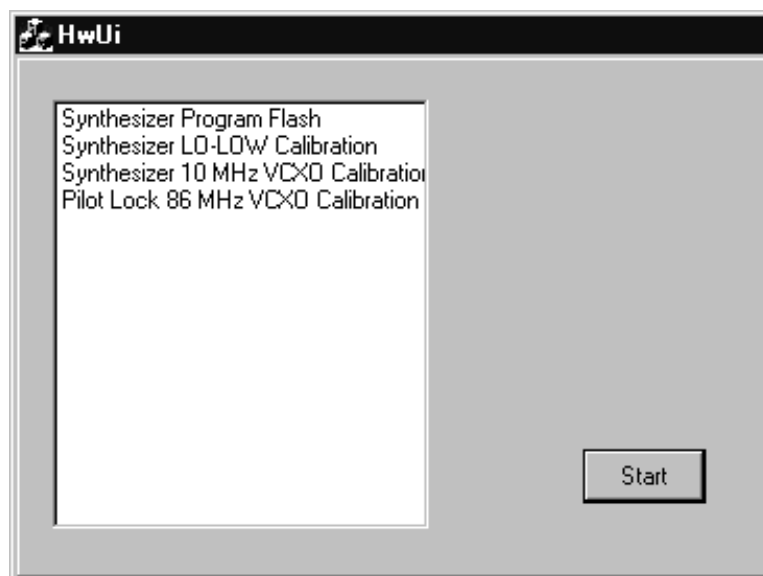 HwUi
Synthesizer Program Flash
Synthesizer LO-LOW Calibration
Synthesizer 10 MHz VCXO Calibration
Pilot Lock 86 MHz VCXO Calibration
Start